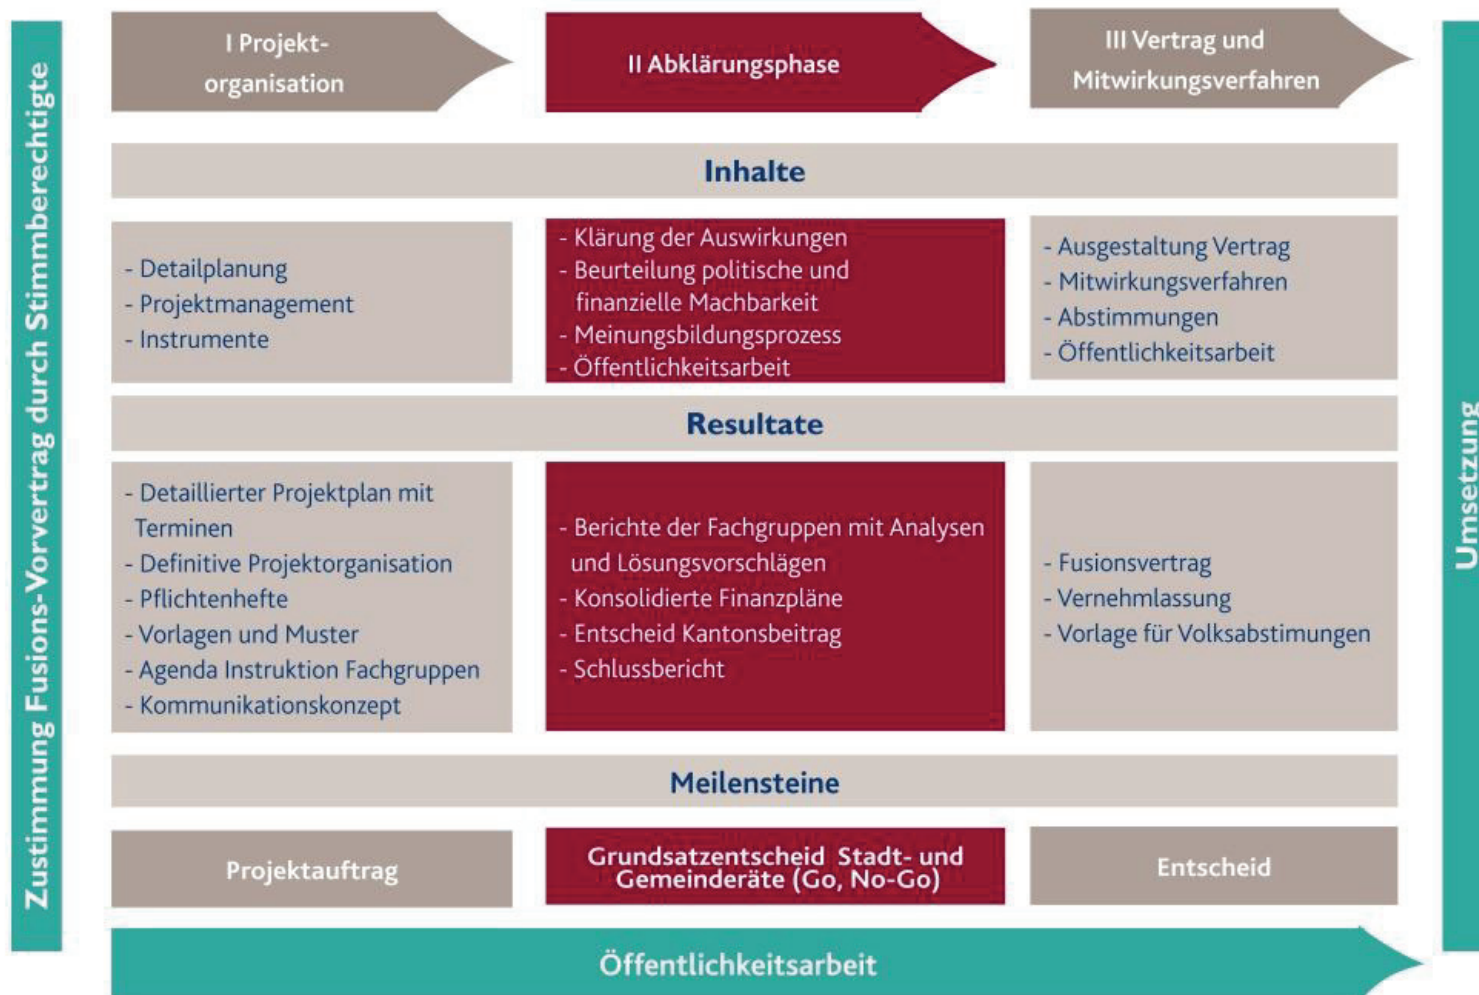 Zustimmung Fusions-Vorvertrag durch Stimmberechtigte
I Projekt-
organisation
II Abklärungsphase
III Vertrag und
Mitwirkungsverfahren
Inhalte
- Detailplanung
- Projektmanagement
- Instrumente
- Klärung der Auswirkungen
- Beurteilung politische und
finanzielle Machbarkeit
- Meinungsbildungsprozess
- Öffentlichkeitsarbeit
- Ausgestaltung Vertrag
- Mitwirkungsverfahren
- Abstimmungen
- Öffentlichkeitsarbeit
Resultate
- Detaillierter Projektplan mit
Terminen
- Definitive Projektorganisation
- Pflichtenhefte
- Vorlagen und Muster
- Agenda Instruktion Fachgruppen
- Kommunikationskonzept
- Berichte der Fachgruppen mit Analysen
und Lösungsvorschlägen
- Konsolidierte Finanzpläne
- Entscheid Kantonsbeitrag
- Schlussbericht
- Fusionsvertrag
- Vernehmlassung
- Vorlage für Volksabstimungen
Meilensteine
Projektauftrag
Grundsatzentscheid Stadt- und
Gemeinderäte (Go, No-Go)
Entscheid
Öffentlichkeitsarbeit
Umsetzung